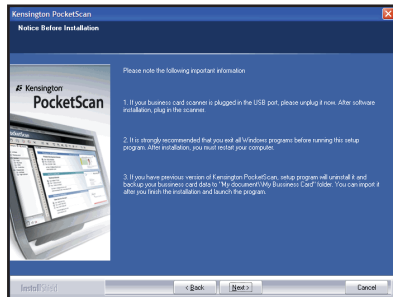 Kensington PocketScan
Notice Before Installation
Please note the following important information
Kensington
PocketScan
1. If your business card scanner is plugged in the USB port, please unplug it now. After software
installation, plug in the scanner.
2. It is strongly recommended that you exit all Windows programs before running this setup
program. After installation, you must restart your computer.
3. If you have previous version of Kensington PocketScan, setup program will uninstall it and
backup your bussiness card data to "My document\\My Bussiness Card" folder. You can import it
after you finish the installation and launch the program.
InstallShield
< Back
Next >
Cancel